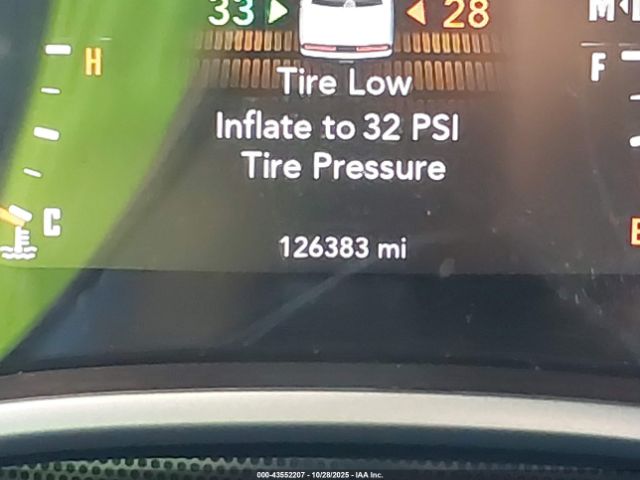 33 28
H F
Tire Low
Inflate to 32 PSI
Tire Pressure
C
126383 mi
000-43552207 - 10/28/2025 - IAA Inc.